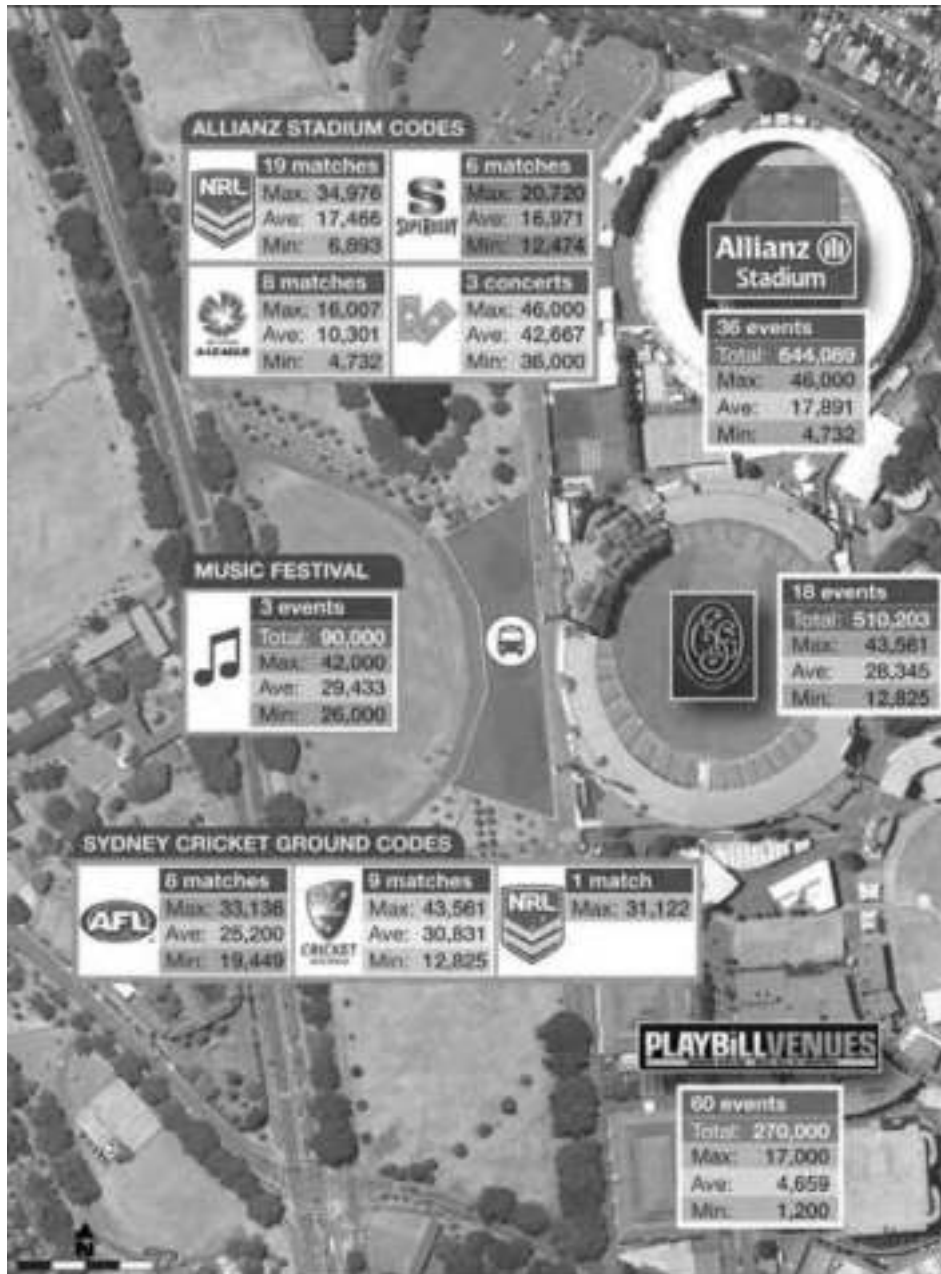 ALLIANZ STADIUM CODES
NRL
19 matches
Max: 34,976
Ave: 17,466
Min: 6,893
SUPERRUGBY
6 matches
Max: 20,720
Ave: 16,971
Min: 12,474
A-LEAGUE
8 matches
Max: 16,007
Ave: 10,301
Min: 4,732
3 concerts
Max: 46,000
Ave: 42,667
Min: 36,000
Allianz
Stadium
36 events
Total: 644,069
Max: 46,000
Ave: 17,891
Min: 4,732
MUSIC FESTIVAL
3 events
Total: 90,000
Max: 42,000
Ave: 29,433
Min: 26,000
18 events
Total: 510,203
Max: 43,561
Ave: 28,345
Min: 12,825
SYDNEY CRICKET GROUND CODES
AFL
8 matches
Max: 33,136
Ave: 25,200
Min: 19,449
CRICKET
9 matches
Max: 43,561
Ave: 30,831
Min: 12,825
NRL
1 match
Max: 31,122
PLAYBILLVENUES
60 events
Total: 270,000
Max: 17,000
Ave: 4,659
Min: 1,200
N